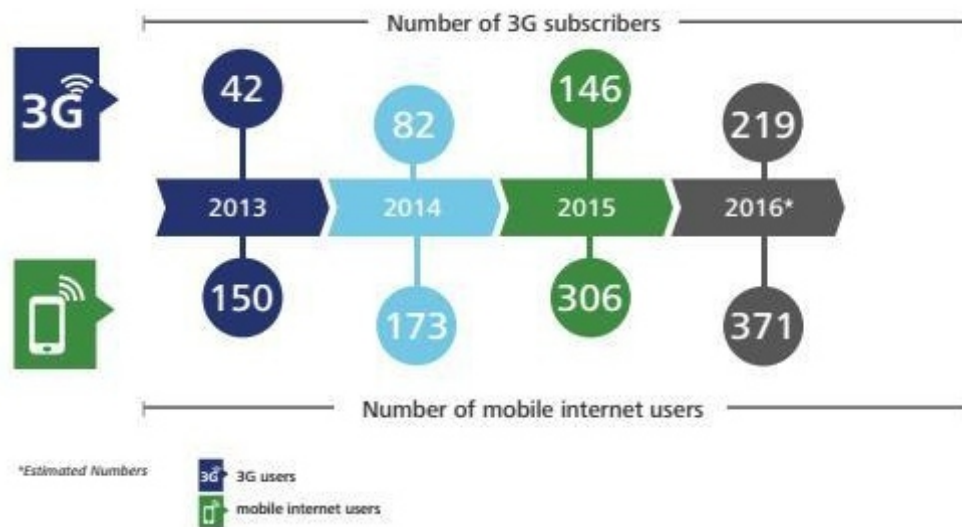 Number of 3G subscribers
3G
42
82
146
219
2013
2014
2015
2016*
150
173
306
371
Number of mobile internet users
*Estimated Numbers
3G 3G users
mobile internet users